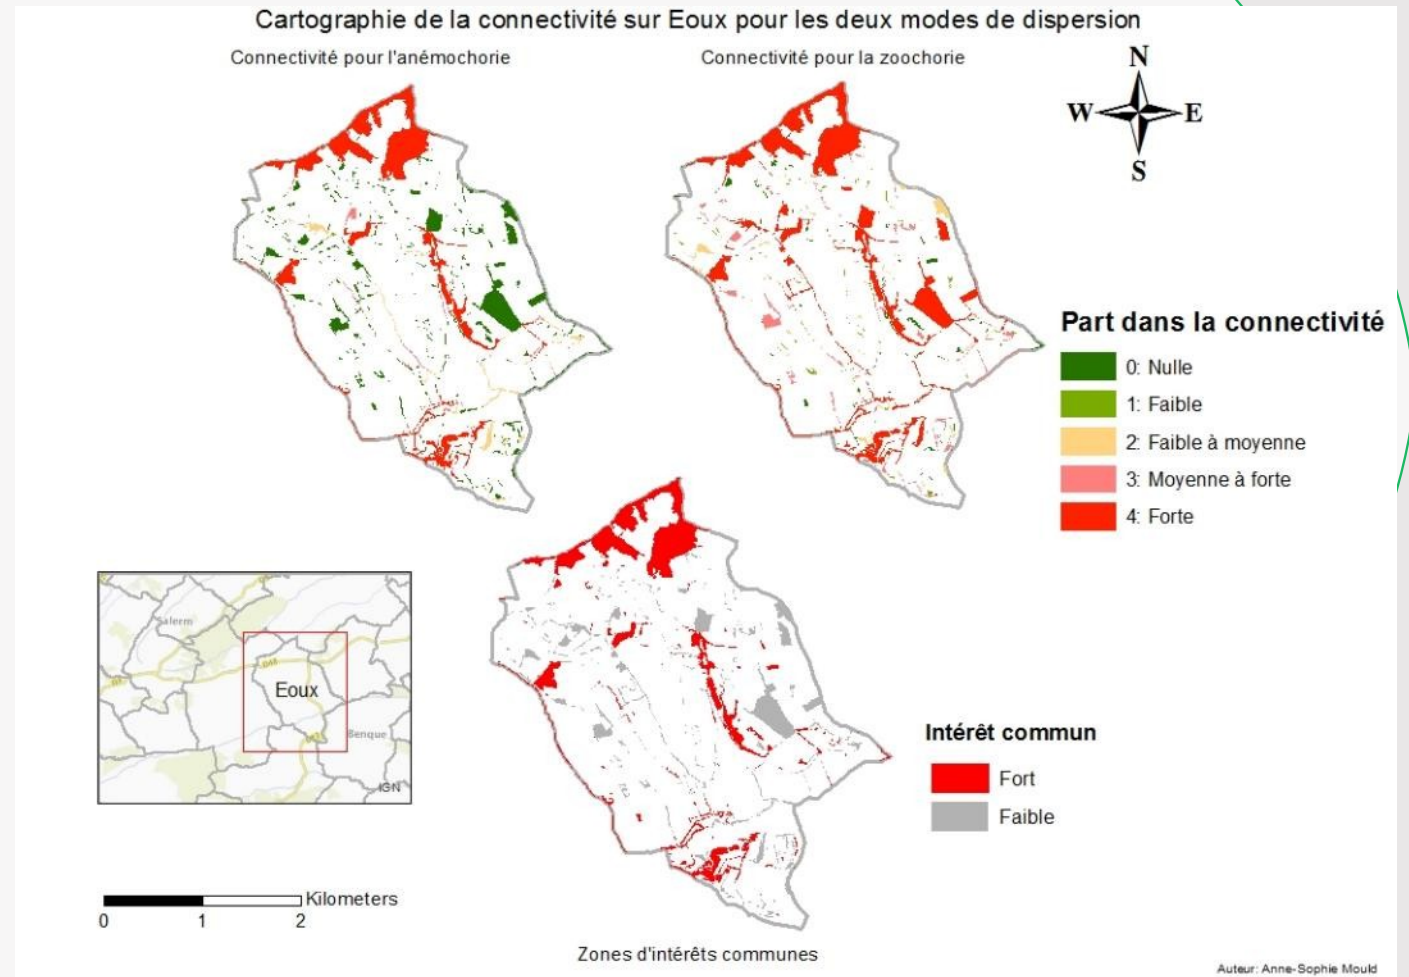 Cartographie de la connectivité sur Eoux pour les deux modes de dispersion
Connectivité pour l'anémochorie
Connectivité pour la zoochorie
N
W
E
S
Part dans la connectivité
0: Nulle
1: Faible
2: Faible à moyenne
3: Moyenne à forte
4: Forte
Eoux
Benque
IGN
Intérêt commun
Fort
Faible
Kilometers
0 1 2
Zones d'intérêts communes
Auteur: Anne-Sophie Mould